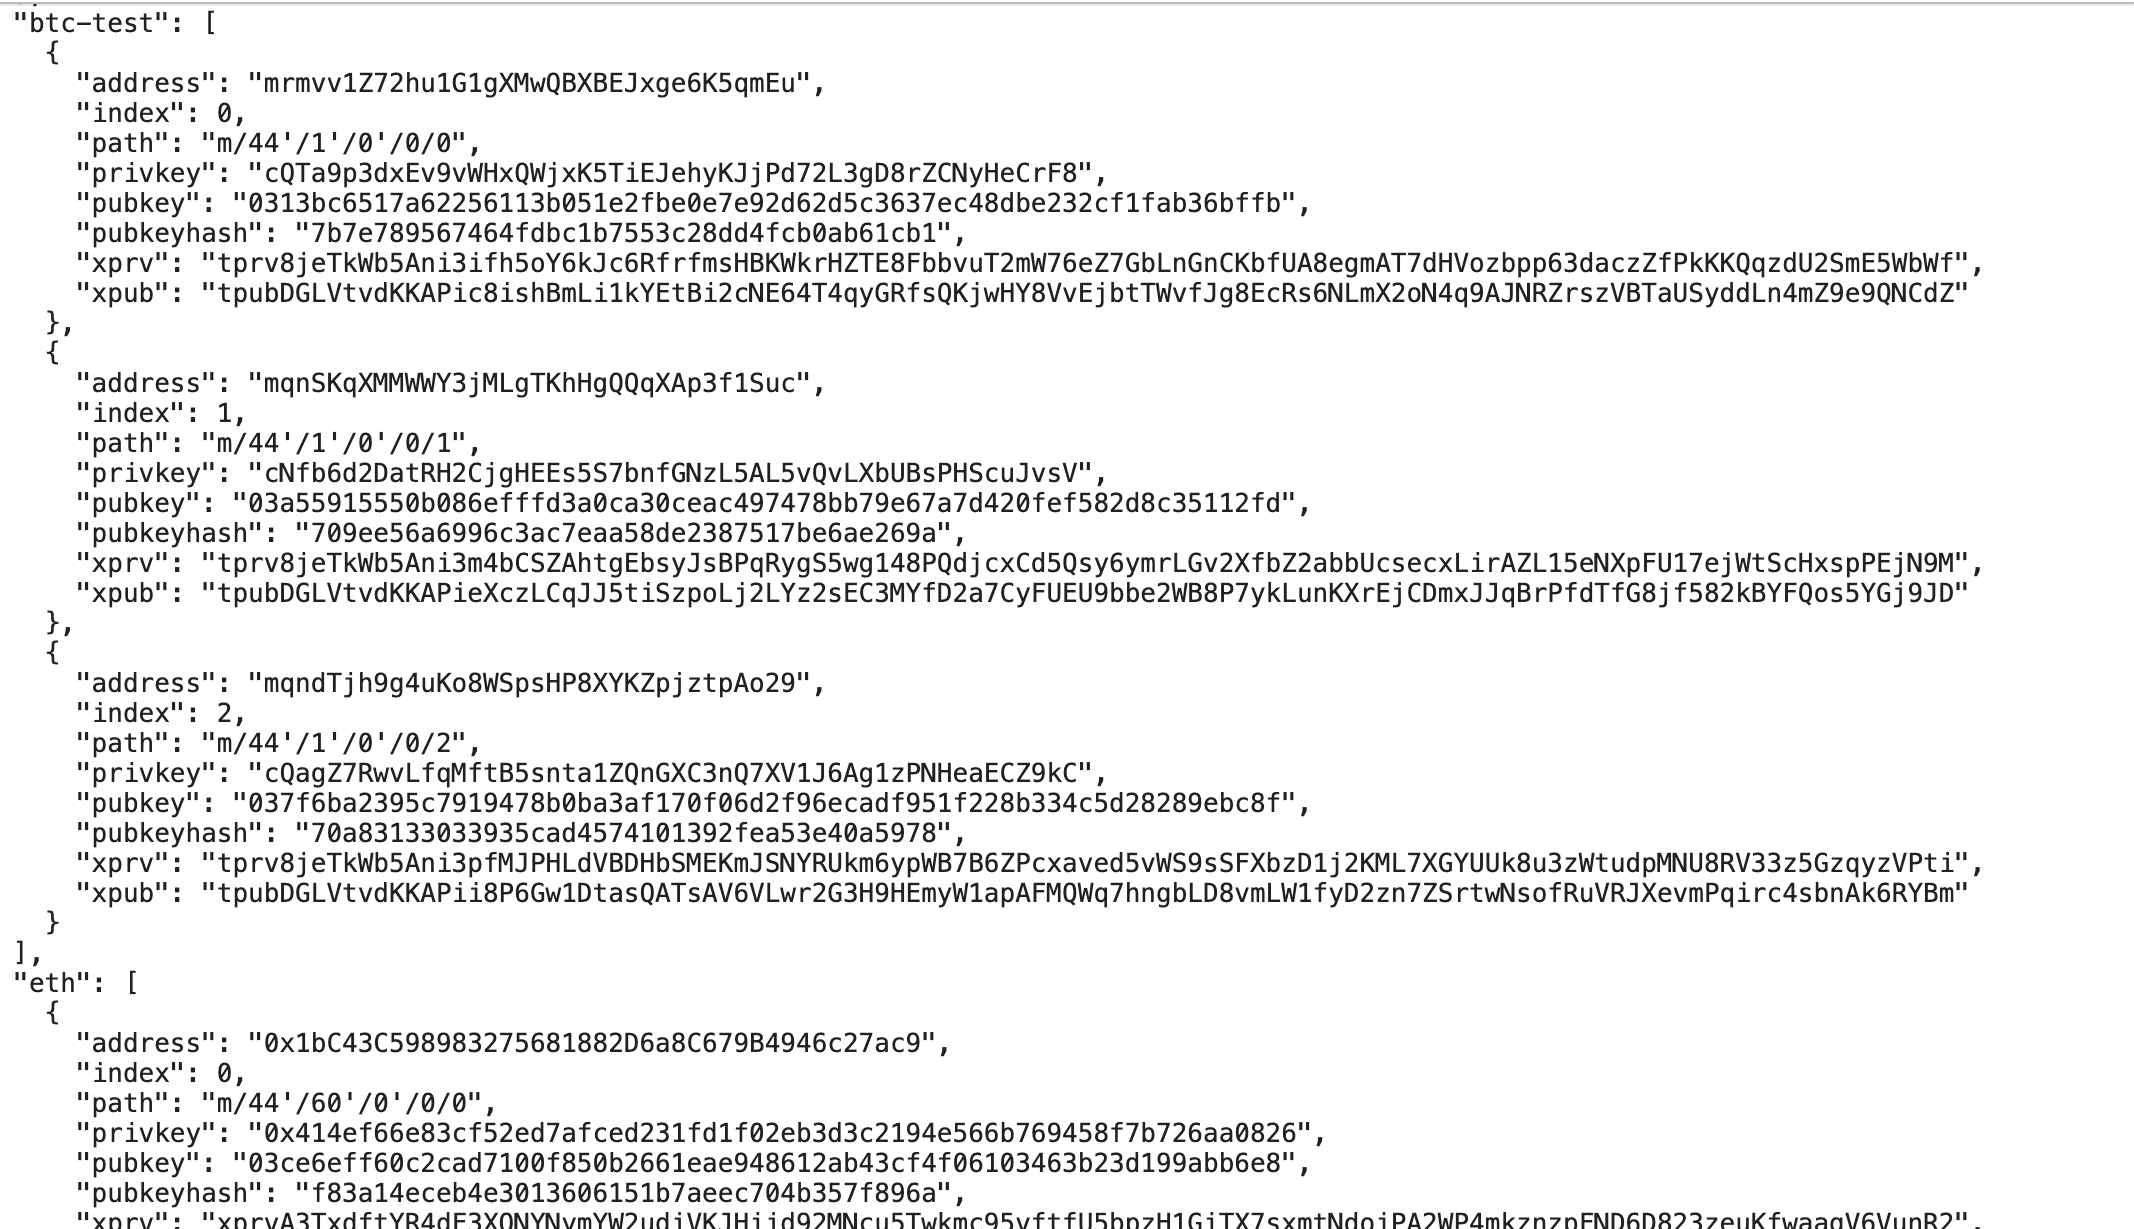 "btc-test": [
{
"address": "mrmvv1Z72hu1G1gXMwQBXBEJxge6K5qmEu",
"index": 0,
"path": "m/44'/1'/0'/0/0",
"privkey": "cQTa9p3dxEv9vWHxQWjxK5TiEJehyKJjPd72L3gD8rZCNyHeCrF8",
"pubkey": "0313bc6517a62256113b051e2fbe0e7e92d62d5c3637ec48dbe232cf1fab36bffb",
"pubkeyhash": "7b7e789567464fdbc1b7553c28dd4fcb0ab61cb1",
"xprv": "tprv8jeTkWb5Ani3ifh5oY6kJc6RfrfmsHBKWkrHZTE8FbbvuT2mW76eZ7GbLnGnCKbfUA8egmAT7dHVozbpp63daczZfPkKKQqzdU2SmE5WbWf",
"xpub": "tpubDGLVtvdKKAPic8ishBmLi1kYEtBi2cNE64T4qyGRfsQKjwHY8VvEjbtTWvfJg8EcRs6NLmX2oN4q9AJNRZrszVBTaUSyddLn4mZ9e9QNCdZ"
},
{
"address": "mqnSKqXMMWWY3jMLgTKhHgQQqXAp3f1Suc",
"index": 1,
"path": "m/44'/1'/0'/0/1",
"privkey": "cNfb6d2DatRH2CjgHEEs5S7bnfGNzL5AL5vQvLXbUBsPHScuJvsV",
"pubkey": "03a55915550b086efffd3a0ca30ceac497478bb79e67a7d420fef582d8c35112fd",
"pubkeyhash": "709ee56a6996c3ac7eaa58de2387517be6ae269a",
"xprv": "tprv8jeTkWb5Ani3m4bCSZAhtgEbsyJsBPqRygS5wg148PQdjcxCd5Qsy6ymrLGv2XfbZ2abbUcsecxLirAZL15eNXpFU17ejWtScHxspPEjN9M",
"xpub": "tpubDGLVtvdKKAPieXczLCqJJ5tiSzpoLj2LYz2sEC3MYfD2a7CyFUEU9bbe2WB8P7ykLunKXrEjCDmxJJqBrPfdTfG8jf582kBYFQos5YGj9JD"
},
{
"address": "mqndTjh9g4uKo8WSpsHP8XYKZpjztpAo29",
"index": 2,
"path": "m/44'/1'/0'/0/2",
"privkey": "cQagZ7RwvLfqMftB5snta1ZQnGXC3nQ7XV1J6Ag1zPNHeaECZ9kC",
"pubkey": "037f6ba2395c7919478b0ba3af170f06d2f96ecadf951f228b334c5d28289ebc8f",
"pubkeyhash": "70a83133033935cad4574101392fea53e40a5978",
"xprv": "tprv8jeTkWb5Ani3pfMJPHLdVBDHbSMEKmJSNYRUkm6ypWB7B6ZPcxaved5vWS9sSFXbzD1j2KML7XGYUUk8u3zWtudpMNU8RV33z5GzqyzVPti",
"xpub": "tpubDGLVtvdKKAPii8P6Gw1DtasQATsAV6VLwr2G3H9HEmyW1apAFMQWq7hngbLD8vmLW1fyD2zn7ZSrtwNsofRuVRJXevmPqirc4sbnAk6RYBm"
}
],
"eth": [
{
"address": "0x1bC43C598983275681882D6a8C679B4946c27ac9",
"index": 0,
"path": "m/44'/60'/0'/0/0",
"privkey": "0x414ef66e83cf52ed7afced231fd1f02eb3d3c2194e566b769458f7b726aa0826",
"pubkey": "03ce6eff60c2cad7100f850b2661eae948612ab43cf4f06103463b23d199abb6e8",
"pubkeyhash": "f83a14eceb4e3013606151b7aeec704b357f896a",
"xprv":